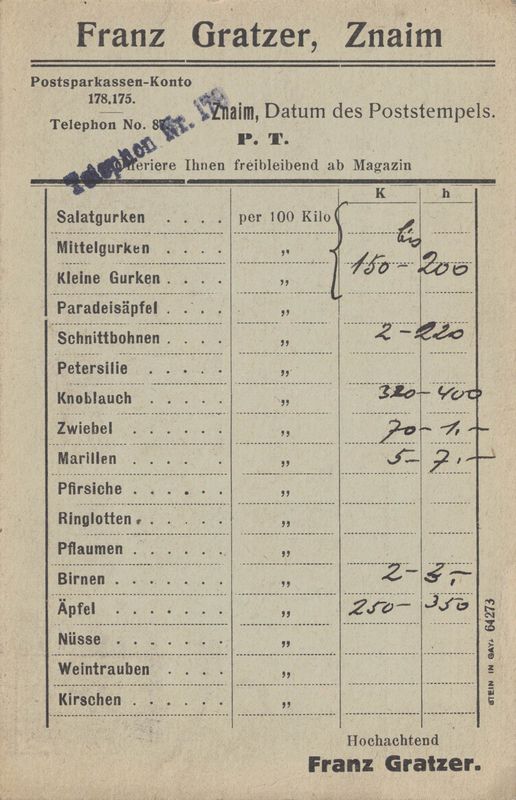 Franz Gratzer, Znaim
Postsparkassen-Konto
178,175.
Telephon No.
Telephon Nr.
Znaim, Datum des Poststempels.
P. T.
Offeriere Ihnen freibleibend ab Magazin
K h
Salatgurken . . . . per 100 Kilo
bis
Mittelgurken . . . . „
Kleine Gurken . . . . „ 150 – 200
Paradeisäpfel . . . . „
Schnittbohnen . . . . „ 2 – 220
Petersilie . . . . . „
Knoblauch . . . . . „ 320 – 400
Zwiebel . . . . . „ 70 – 1.–
Marillen . . . . . „ 5 – 7.–
Pfirsiche . . . . . . „
Ringlotten . . . . . . „
Pflaumen . . . . . . „
Birnen . . . . . . . „ 2 – 3,–
Äpfel . . . . . . . „ 250 – 350
Nüsse . . . . . . . „
Weintrauben . . . . . „
Kirschen . . . . . . „
STEIN IN GAYA 64273
Hochachtend
Franz Gratzer.